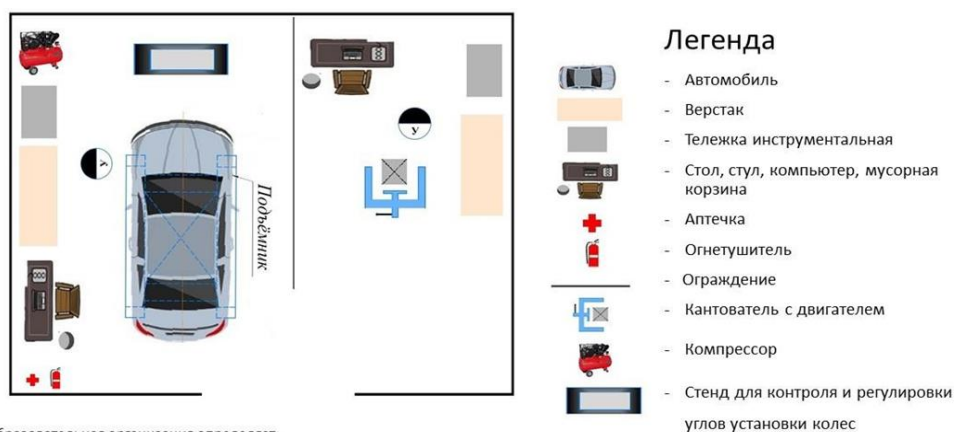 Легенда
- Автомобиль
- Верстак
- Тележка инструментальная
- Стол, стул, компьютер, мусорная
корзина
- Аптечка
- Огнетушитель
- Ограждение
- Кантователь с двигателем
- Компрессор
- Стенд для контроля и регулировки
углов установки колес
У
У
Подъёмник